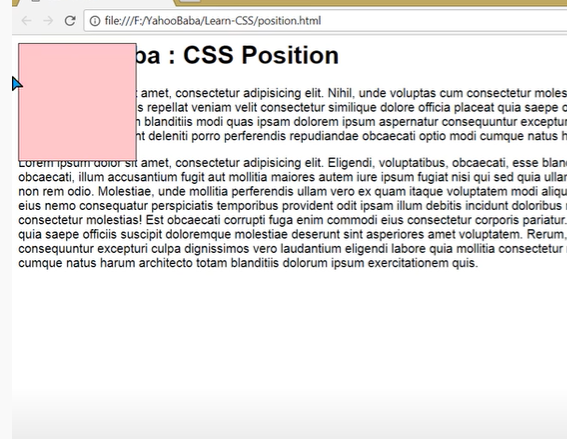 file:///F:/YahooBaba/Learn-CSS/position.html
ba : CSS Position
amet, consectetur adipisicing elit. Nihil, unde voluptas cum consectetur moles
s repellat veniam velit consectetur similique dolore officia placeat quia saepe
blanditiis modi quas ipsam dolorem ipsum aspernatur consequuntur exceptur
nt deleniti porro perferendis repudiandae obcaecati optio modi cumque natus h
Lorem ipsum dolor sit amet, consectetur adipisicing elit. Eligendi, voluptatibus, obcaecati, esse blan
obcaecati, illum accusantium fugit aut mollitia maiores autem iure ipsum fugiat nisi qui sed quia ulla
non rem odio. Molestiae, unde mollitia perferendis ullam vero ex quam itaque voluptatem modi aliqu
eius nemo consequatur perspiciatis temporibus provident odit ipsam illum debitis incidunt doloribus
consectetur molestias! Est obcaecati corrupti fuga enim commodi eius consectetur corporis pariatur.
quia saepe officiis suscipit doloremque molestiae deserunt sint asperiores amet voluptatem. Rerum,
consequuntur excepturi culpa dignissimos vero laudantium eligendi labore quia mollitia consectetur
cumque natus harum architecto totam blanditiis dolorum ipsum exercitationem quis.